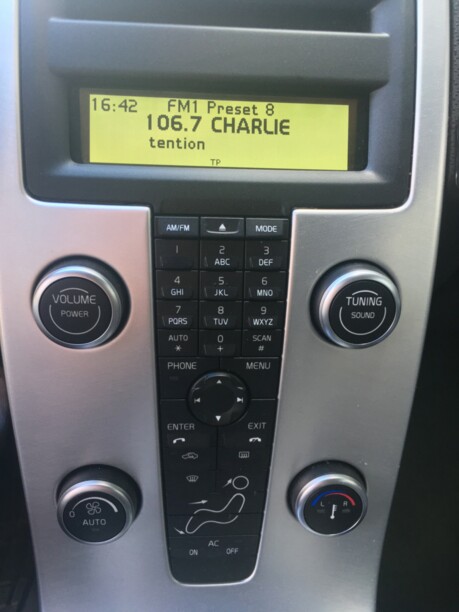 16:42 FM1 Preset 8
106.7 CHARLIE
tention
TP
AM/FM MODE
1 2 3
ABC DEF
4 5 6
GHI JKL MNO
7 8 9
PQRS TUV WXYZ
AUTO 0 SCAN
* + #
VOLUME
POWER
TUNING
SOUND
PHONE MENU
ENTER EXIT
0 AUTO
L R
AC
ON OFF